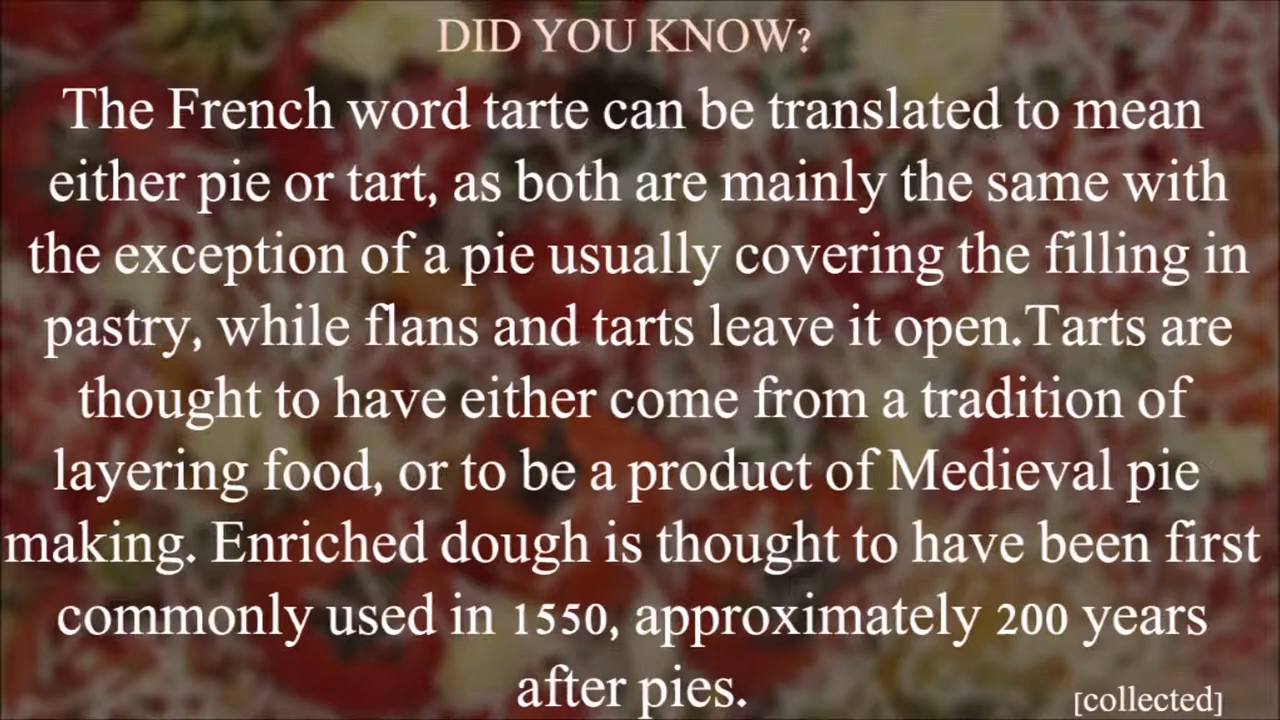 DID YOU KNOW?
The French word tarte can be translated to mean
either pie or tart, as both are mainly the same with
the exception of a pie usually covering the filling in
pastry, while flans and tarts leave it open.Tarts are
thought to have either come from a tradition of
layering food, or to be a product of Medieval pie
making. Enriched dough is thought to have been first
commonly used in 1550, approximately 200 years
after pies.
[collected]